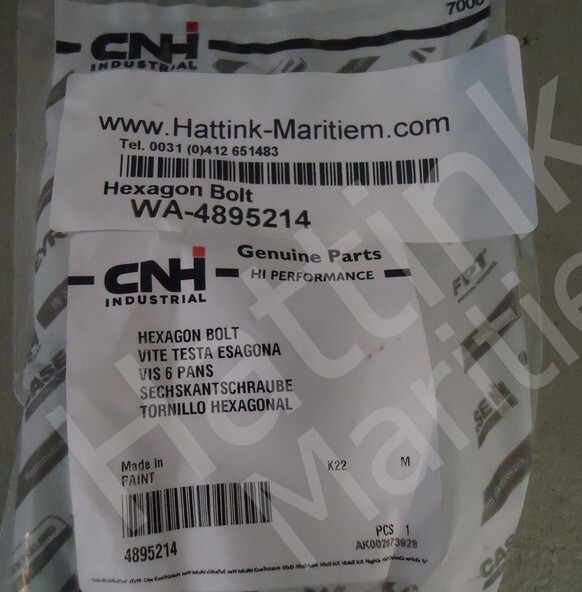 7000
CNH
INDUSTRIAL
www.Hattink-Maritiem.com
Tel. 0031 (0)412 651483
Hexagon Bolt
WA-4895214
CNH
INDUSTRIAL
Genuine Parts
HI PERFORMANCE
FPT
HEXAGON BOLT
VITE TESTA ESAGONA
VIS 6 PANS
SECHSKANTSCHRAUBE
TORNILLO HEXAGONAL
CASE
Made in K22 M
PAINT
4895214
PCS 1
AK002073928
CASE
Hattink
Maritiem